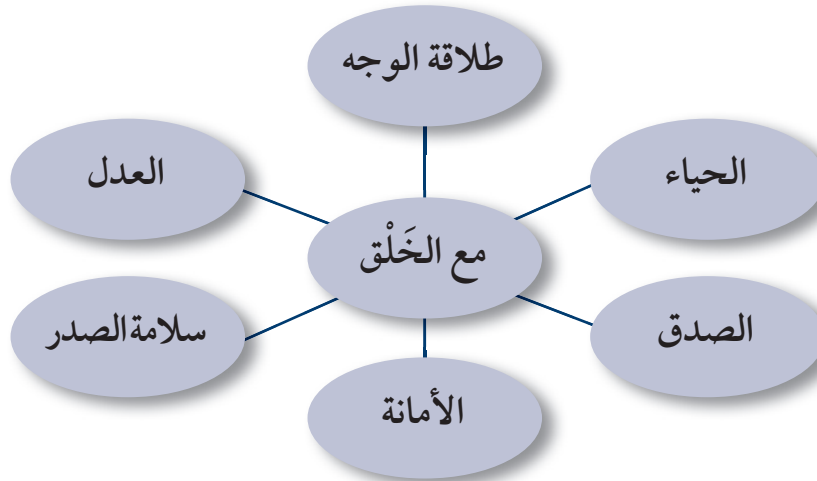 طلاقة الوجه
الحياء
العدل
مع الخَلْق
الصدق
سلامة الصدر
الأمانة